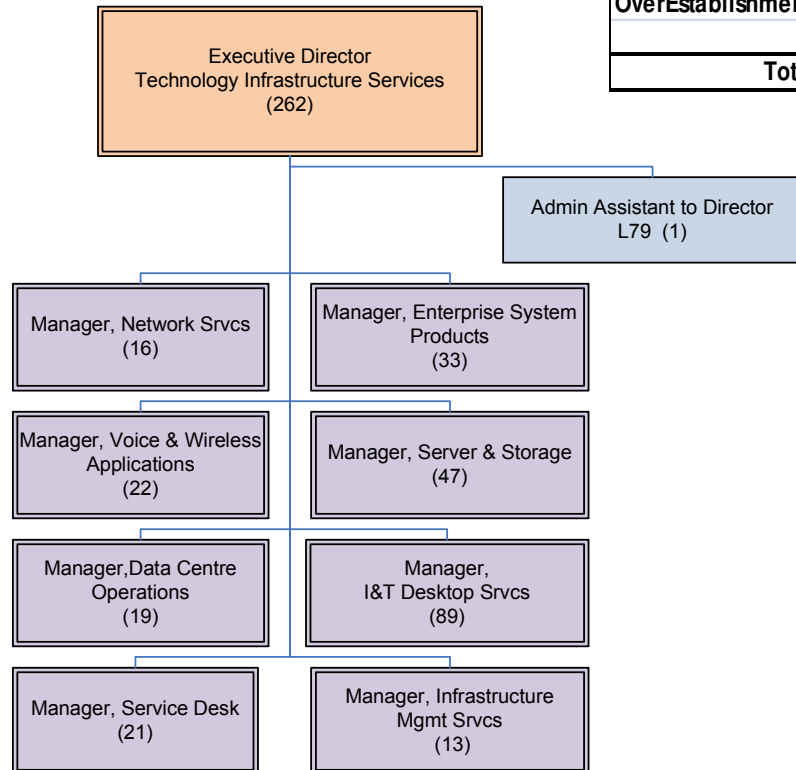 OverEstablishmen
Tot
Executive Director
Technology Infrastructure Services
(262)
Admin Assistant to Director
L79 (1)
Manager, Network Srvcs
(16)
Manager, Enterprise System
Products
(33)
Manager, Voice & Wireless
Applications
(22)
Manager, Server & Storage
(47)
Manager,Data Centre
Operations
(19)
Manager,
I&T Desktop Srvcs
(89)
Manager, Service Desk
(21)
Manager, Infrastructure
Mgmt Srvcs
(13)